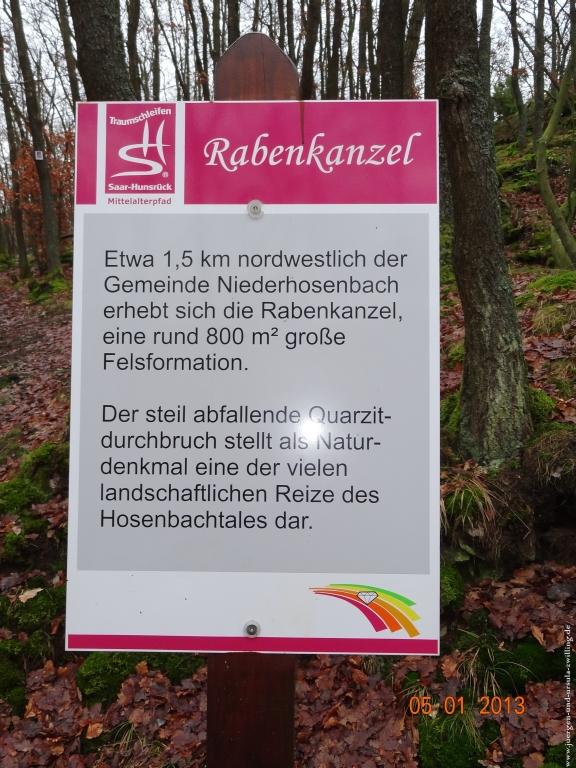 Traumschleifen
SH
®
Saar-Hunsrück
Mittelalterpfad
Rabenkanzel
Etwa 1,5 km nordwestlich der
Gemeinde Niederhosenbach
erhebt sich die Rabenkanzel,
eine rund 800 m² große
Felsformation.
Der steil abfallende Quarzit-
durchbruch stellt als Natur-
denkmal eine der vielen
landschaftlichen Reize des
Hosenbachtales dar.
05 01 2013
www.juergen-und-ursula-zwilling.de